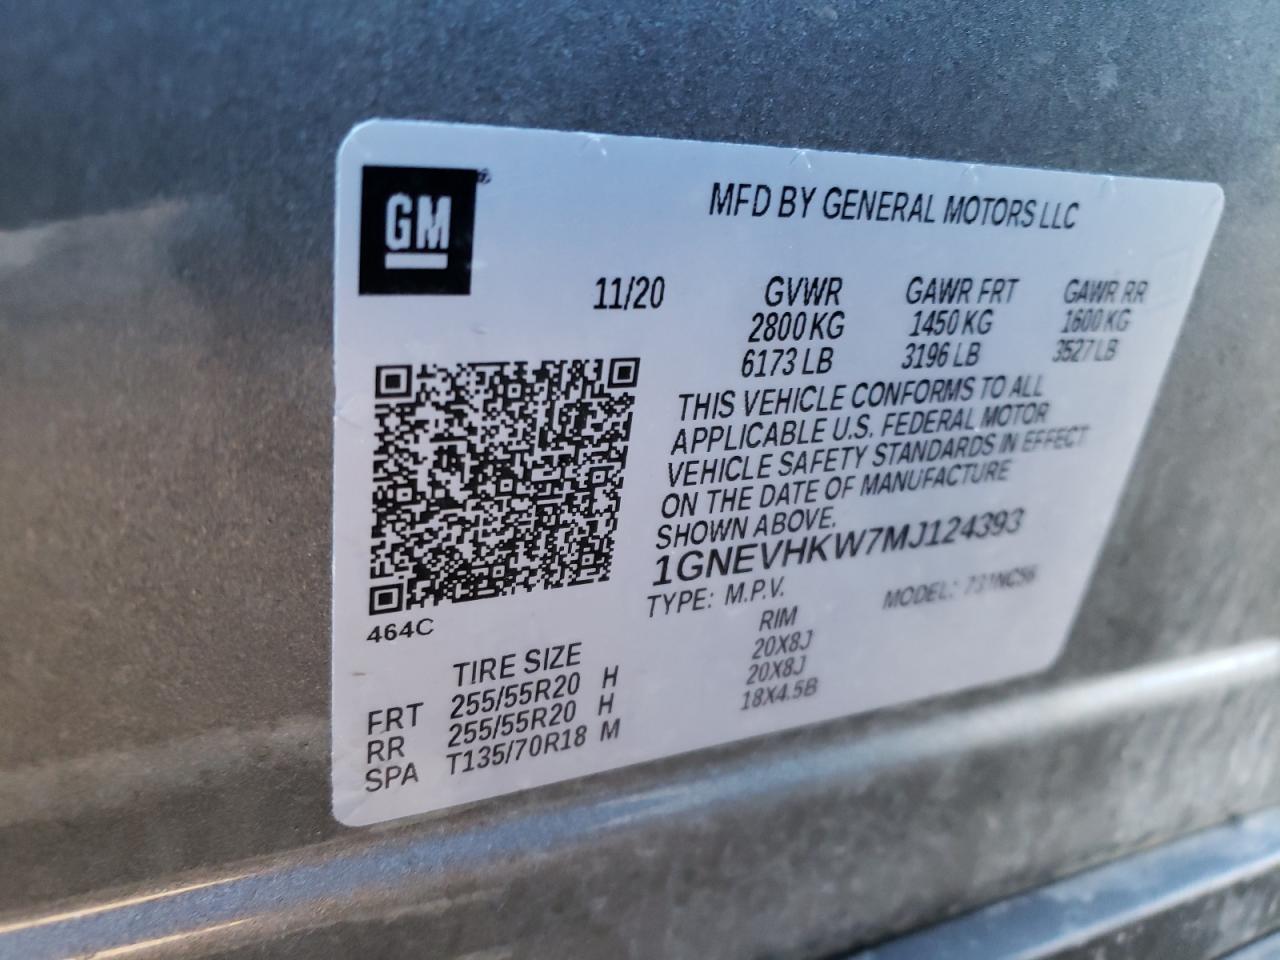 GM®
MFD BY GENERAL MOTORS LLC
11/20 GVWR GAWR FRT GAWR RR
2800 KG 1450 KG 1600 KG
6173 LB 3196 LB 3527 LB
THIS VEHICLE CONFORMS TO ALL
APPLICABLE U.S. FEDERAL MOTOR
VEHICLE SAFETY STANDARDS IN EFFECT
ON THE DATE OF MANUFACTURE
SHOWN ABOVE.
1GNEVHKW7MJ124393
TYPE: M.P.V. MODEL:
464C
TIRE SIZE RIM
FRT 255/55R20 H 20X8J
RR 255/55R20 H 20X8J
SPA T135/70R18 M 18X4.5B